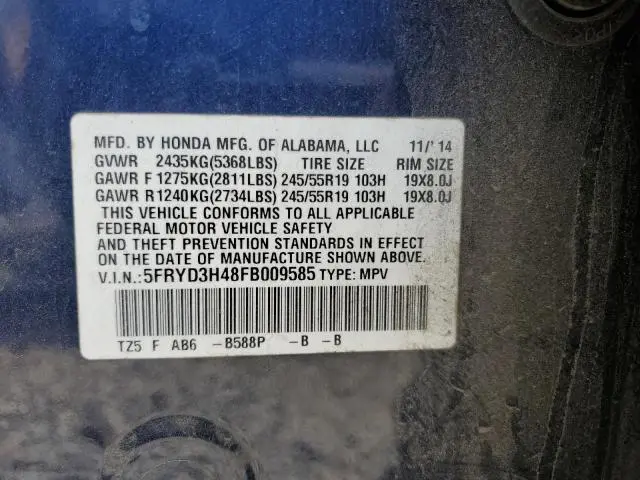 MFD. BY HONDA MFG. OF ALABAMA, LLC 11/'14
GVWR 2435KG(5368LBS) TIRE SIZE RIM SIZE
GAWR F 1275KG(2811LBS) 245/55R19 103H 19X8.0J
GAWR R 1240KG(2734LBS) 245/55R19 103H 19X8.0J
THIS VEHICLE CONFORMS TO ALL APPLICABLE
FEDERAL MOTOR VEHICLE SAFETY
AND THEFT PREVENTION STANDARDS IN EFFECT
ON THE DATE OF MANUFACTURE SHOWN ABOVE.
V.I.N.:5FRYD3H48FB009585 TYPE: MPV
TZ5 F AB6 -B588P -B -B